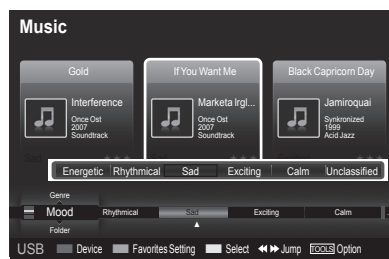 Music
Gold
If You Want Me
Black Capricorn Day
Interference
Once Ost
2007
Soundtrack
Marketa Irgl...
Once Ost
2007
Soundtrack
Jamiroquai
Synkronized
1999
Acid Jazz
Energetic Rhythmical Sad Exciting Calm Unclassified
Genre
Mood Rhythmical Sad Exciting Calm
Folder
USB Device Favorites Setting Select Jump TOOLS Option